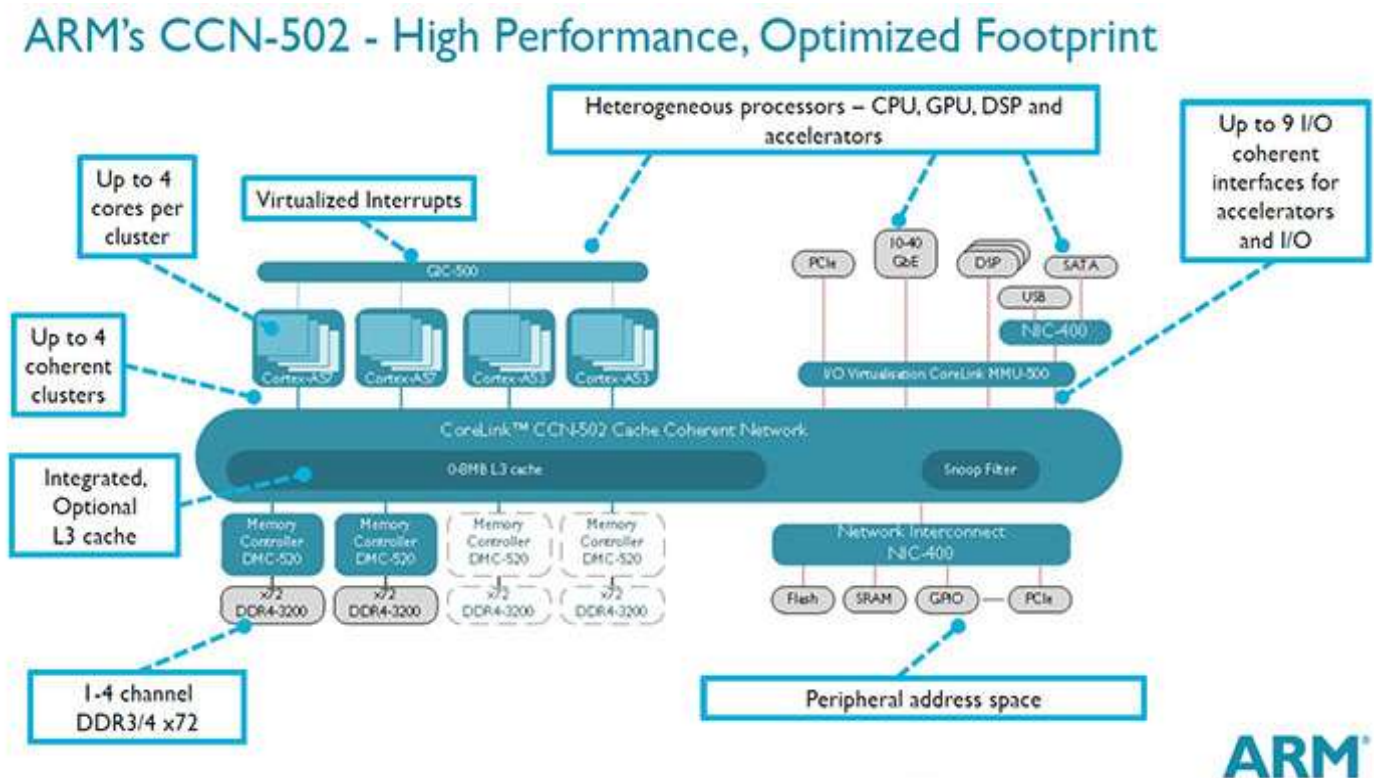 ARM's CCN-502 - High Performance, Optimized Footprint
Heterogeneous processors – CPU, GPU, DSP and
accelerators
Up to 9 I/O
coherent
interfaces for
accelerators
and I/O
Up to 4
cores per
cluster
Virtualized Interrupts
GIC-500
PCIe
10-40
GbE
DSP
SATA
USB
NIC-400
Cortex-A57
Cortex-A57
Cortex-A53
Cortex-A53
I/O Virtualisation CoreLink MMU-500
Up to 4
coherent
clusters
CoreLink™ CCN-502 Cache Coherent Network
0-8MB L3 cache
Snoop Filter
Integrated,
Optional
L3 cache
Memory
Controller
DMC-520
Memory
Controller
DMC-520
Memory
Controller
DMC-520
Memory
Controller
DMC-520
Network Interconnect
NIC-400
x72
DDR4-3200
x72
DDR4-3200
x72
DDR4-3200
x72
DDR4-3200
Flash
SRAM
GPIO
PCIe
1-4 channel
DDR3/4 x72
Peripheral address space
ARM®